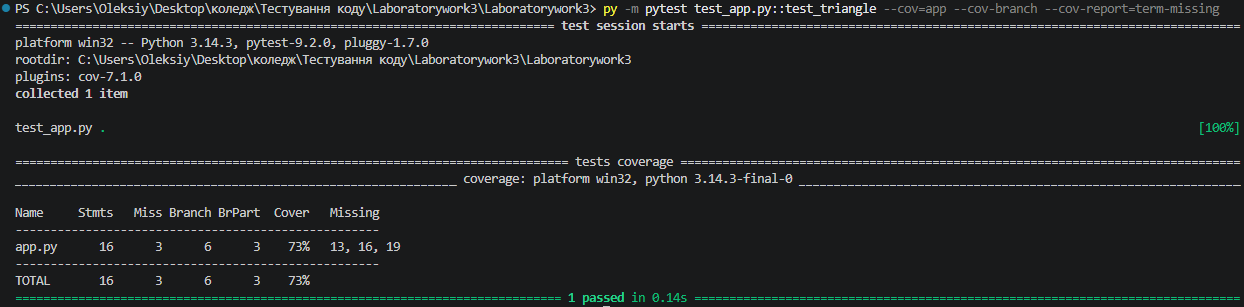 PS C:\Users\Oleksiy\Desktop\коледж\Тестування коду\Laboratorywork3\Laboratorywork3> py -m pytest test_app.py::test_triangle --cov=app --cov-branch --cov-report=term-missing
============================= test session starts =============================
platform win32 -- Python 3.14.3, pytest-9.2.0, pluggy-1.7.0
rootdir: C:\Users\Oleksiy\Desktop\коледж\Тестування коду\Laboratorywork3\Laboratorywork3
plugins: cov-7.1.0
collected 1 item
test_app.py . [100%]
============================= tests coverage =============================
_____________ coverage: platform win32, python 3.14.3-final-0 _____________
Name Stmts Miss Branch BrPart Cover Missing
----------------------------------------------------
app.py 16 3 6 3 73% 13, 16, 19
----------------------------------------------------
TOTAL 16 3 6 3 73%
============================= 1 passed in 0.14s =============================